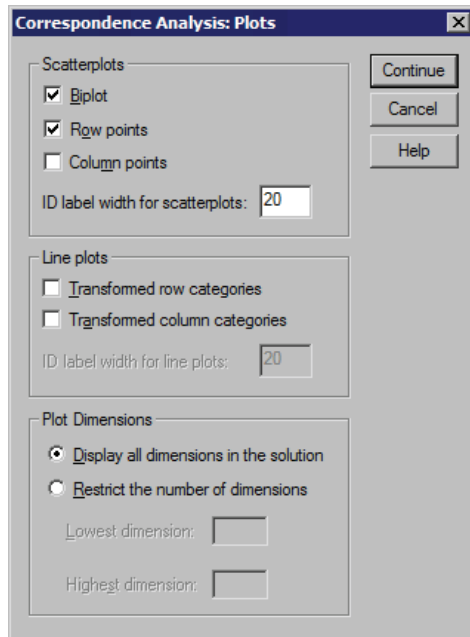 Correspondence Analysis: Plots
Scatterplots
Biplot
Row points
Column points
ID label width for scatterplots: 20
Line plots
Transformed row categories
Transformed column categories
ID label width for line plots: 20
Plot Dimensions
Display all dimensions in the solution
Restrict the number of dimensions
Lowest dimension:
Highest dimension:
Continue
Cancel
Help